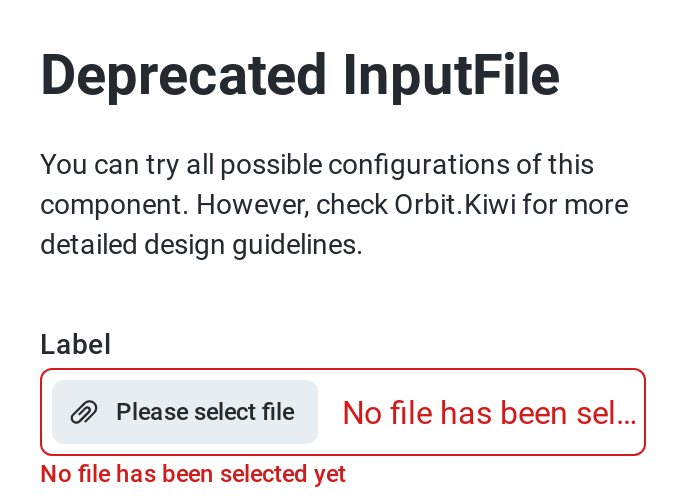 Deprecated InputFile
You can try all possible configurations of this
component. However, check Orbit.Kiwi for more
detailed design guidelines.
Label
Please select file No file has been sel...
No file has been selected yet